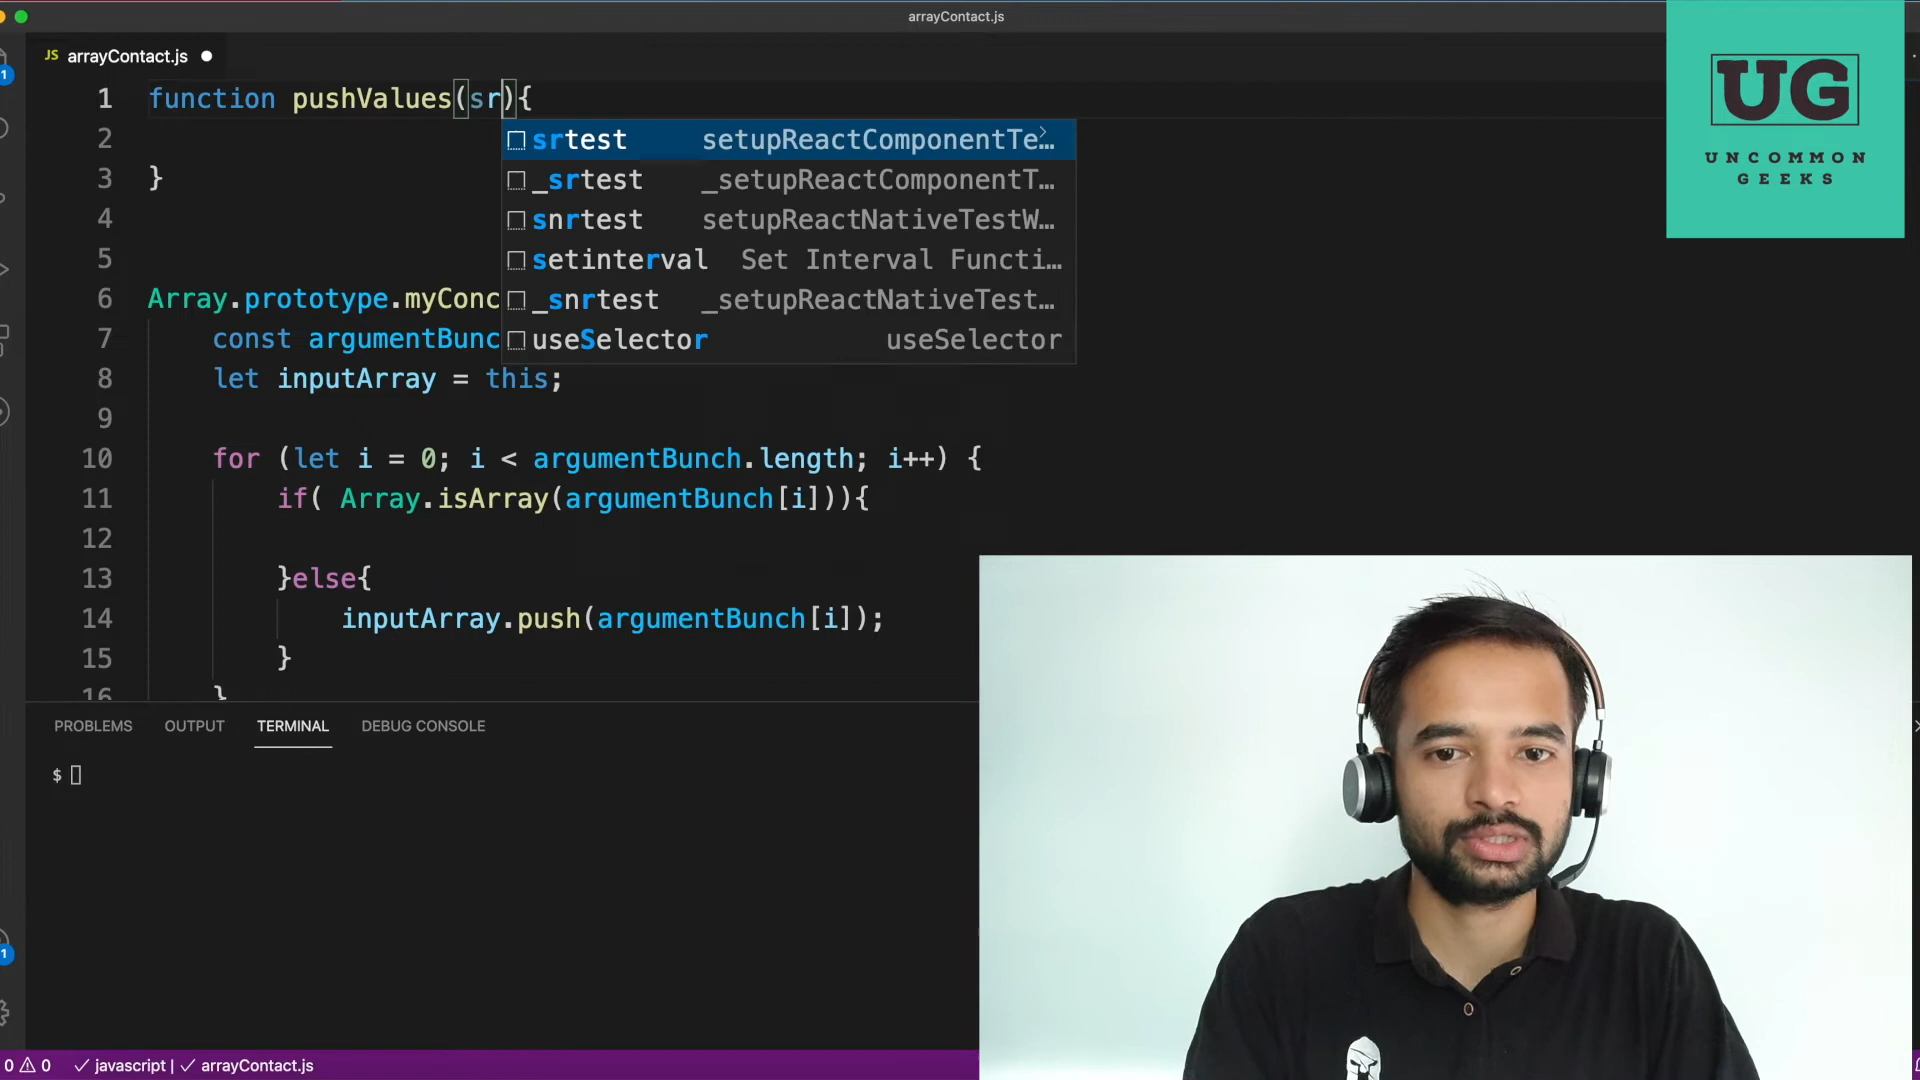 arrayContact.js
JS arrayContact.js
1 function pushValues(sr){
2
3 }
4
5
6 Array.prototype.myConc
7 const argumentBunc
8 let inputArray = this;
9
10 for (let i = 0; i < argumentBunch.length; i++) {
11 if( Array.isArray(argumentBunch[i])){
12
13 }else{
14 inputArray.push(argumentBunch[i]);
15 }
16 }
srtest setupReactComponentTe…
_srtest _setupReactComponentT…
snrtest setupReactNativeTestW…
setinterval Set Interval Functi…
_snrtest _setupReactNativeTest…
useSelector useSelector
UG
UNCOMMON
GEEKS
1
PROBLEMS OUTPUT TERMINAL DEBUG CONSOLE
$
1
0 0 javascript | arrayContact.js